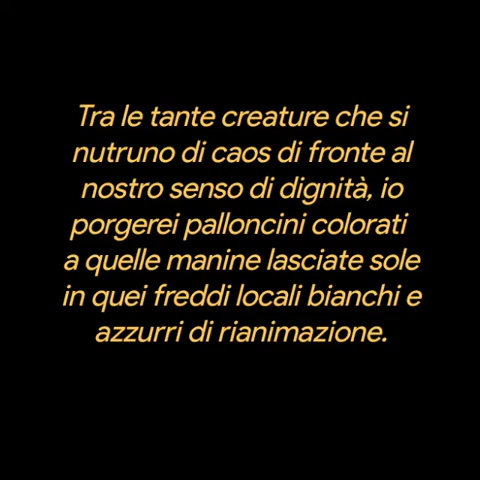 Tra le tante creature che si
nutruno di caos di fronte al
nostro senso di dignità, io
porgerei palloncini colorati
a quelle manine lasciate sole
in quei freddi locali bianchi e
azzurri di rianimazione.